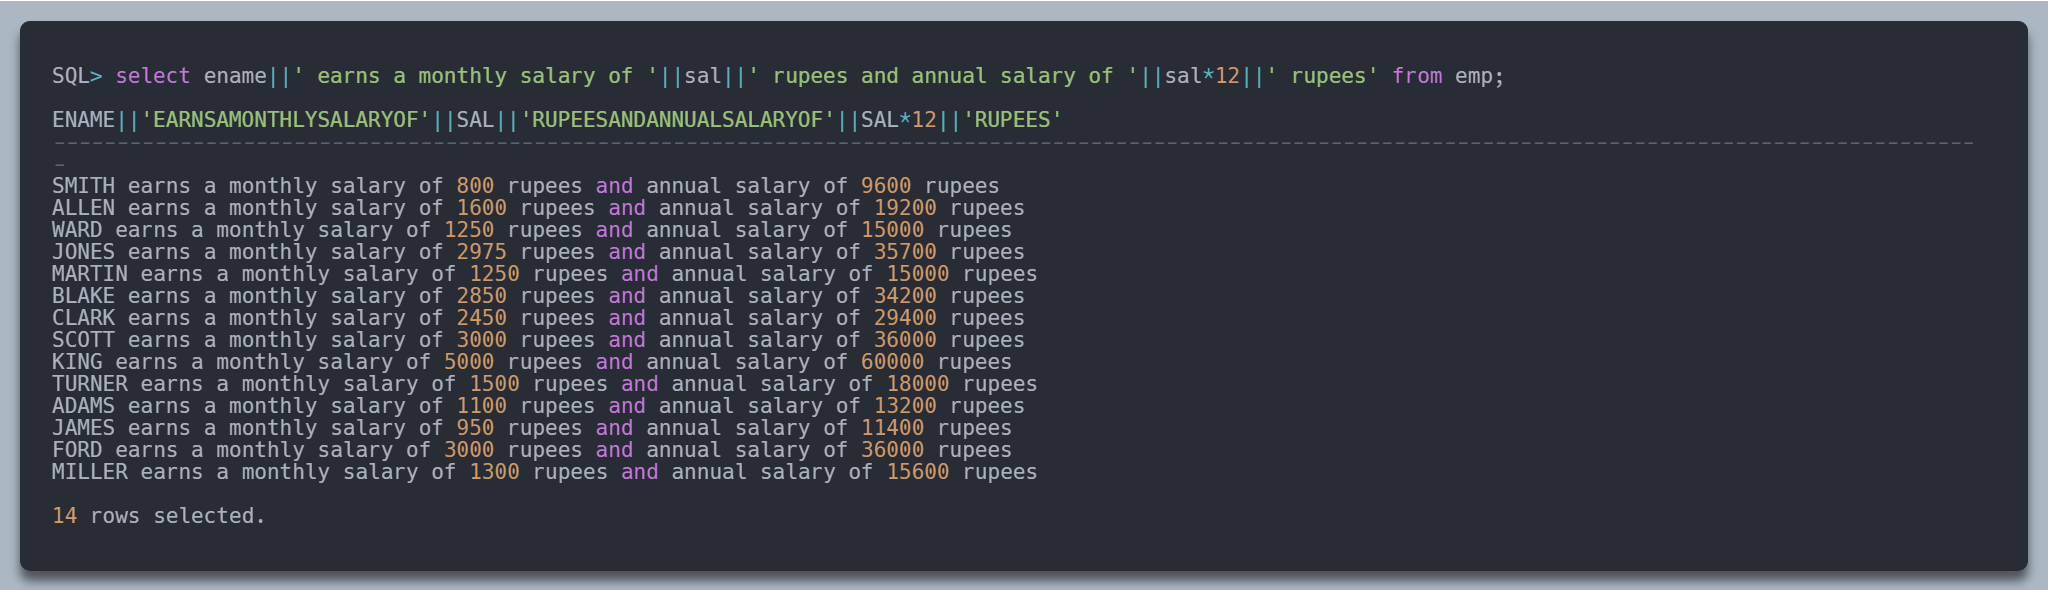 SQL> select ename||' earns a monthly salary of '||sal||' rupees and annual salary of '||sal*12||' rupees' from emp;
ENAME||'EARNSAMONTHLYSALARYOF'||SAL||'RUPEESANDANNUALSALARYOF'||SAL*12||'RUPEES'
--------------------------------------------------------------------------------------------------------------------------------------------------------
-
SMITH earns a monthly salary of 800 rupees and annual salary of 9600 rupees
ALLEN earns a monthly salary of 1600 rupees and annual salary of 19200 rupees
WARD earns a monthly salary of 1250 rupees and annual salary of 15000 rupees
JONES earns a monthly salary of 2975 rupees and annual salary of 35700 rupees
MARTIN earns a monthly salary of 1250 rupees and annual salary of 15000 rupees
BLAKE earns a monthly salary of 2850 rupees and annual salary of 34200 rupees
CLARK earns a monthly salary of 2450 rupees and annual salary of 29400 rupees
SCOTT earns a monthly salary of 3000 rupees and annual salary of 36000 rupees
KING earns a monthly salary of 5000 rupees and annual salary of 60000 rupees
TURNER earns a monthly salary of 1500 rupees and annual salary of 18000 rupees
ADAMS earns a monthly salary of 1100 rupees and annual salary of 13200 rupees
JAMES earns a monthly salary of 950 rupees and annual salary of 11400 rupees
FORD earns a monthly salary of 3000 rupees and annual salary of 36000 rupees
MILLER earns a monthly salary of 1300 rupees and annual salary of 15600 rupees
14 rows selected.